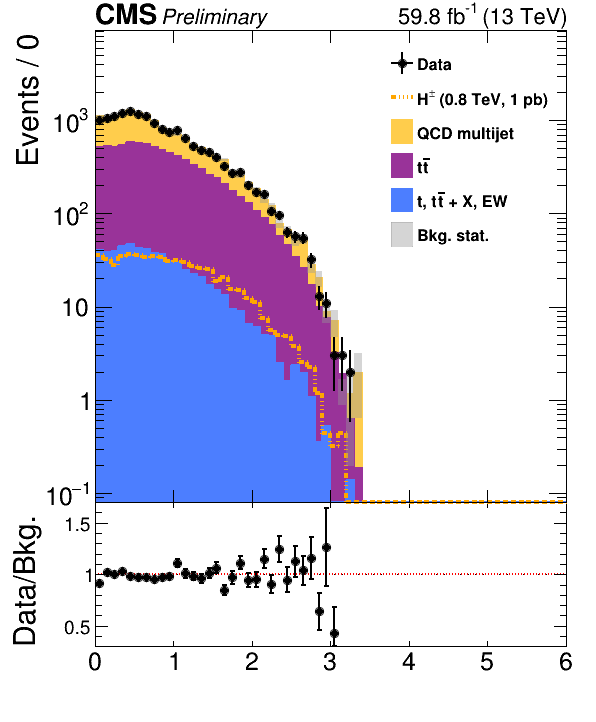 CMS Preliminary 59.8 fb⁻¹ (13 TeV)
Events / 0
Data
H± (0.8 TeV, 1 pb)
QCD multijet
tt̄
t, tt̄ + X, EW
Bkg. stat.
10³
10²
10
1
10⁻¹
Data/Bkg.
1.5
1
0.5
0 1 2 3 4 5 6